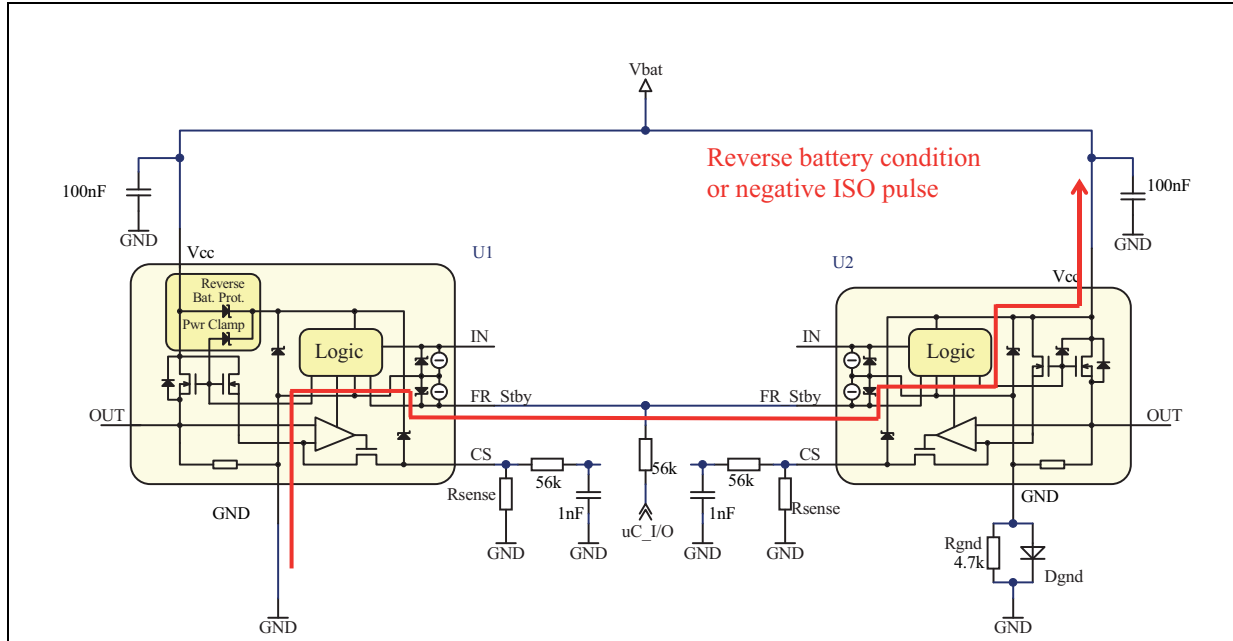 Vbat
Reverse battery condition
or negative ISO pulse
100nF
GND
100nF
GND
Vcc
U1
U2
Vcc
Reverse
Bat. Prot.
Pwr Clamp
Logic
IN
FR_Stby
OUT
CS
GND
IN
FR_Stby
Logic
OUT
CS
GND
56k
Rsense
1nF
GND
GND
56k
uC_I/O
56k
1nF
Rsense
GND
GND
Rgnd
4.7k
Dgnd
GND
GND